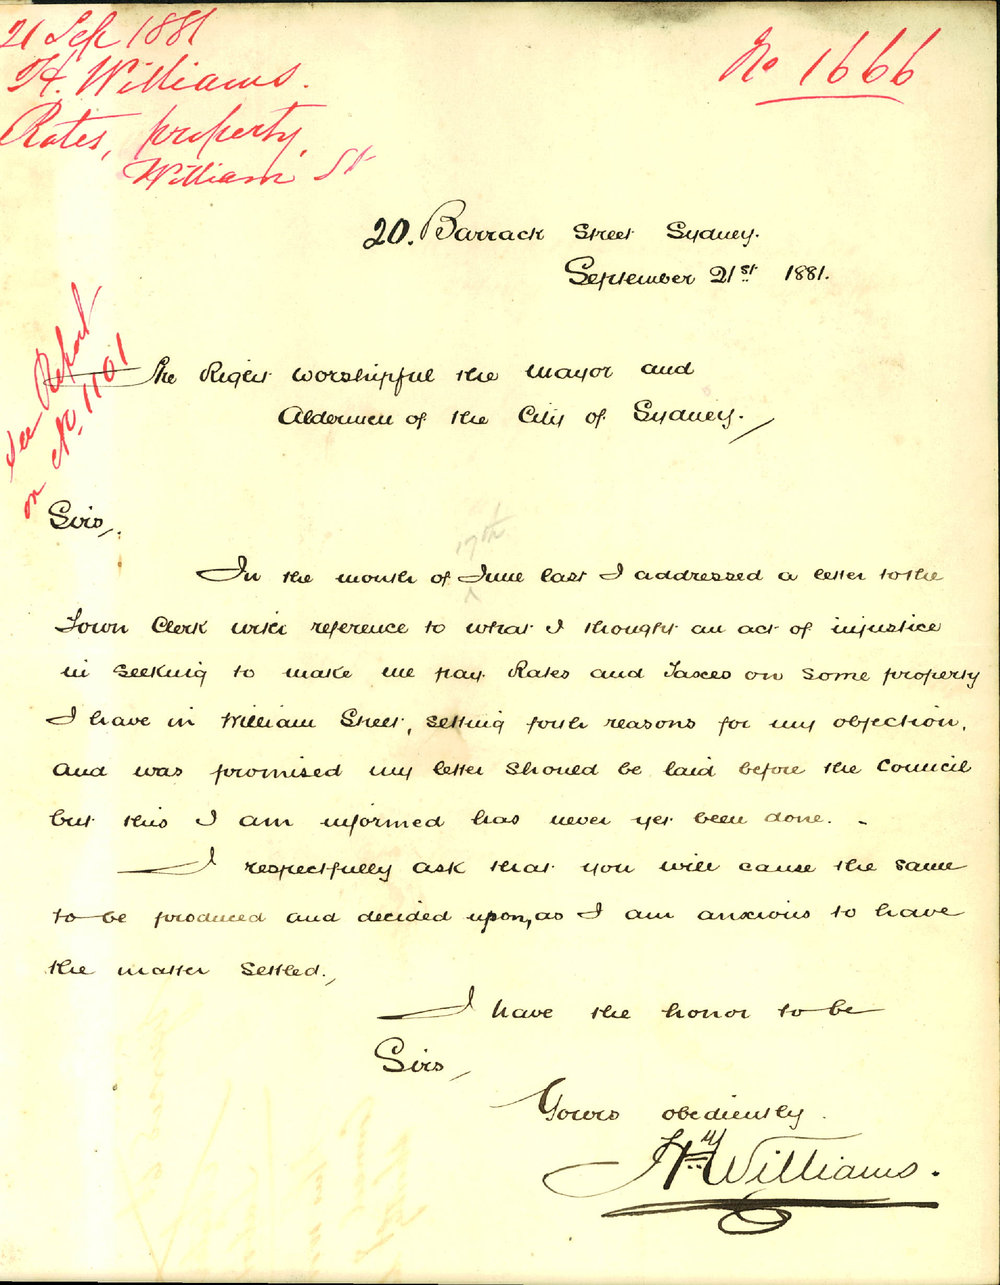 21 Sep 1881
H. Williams.
Rates, property,
William St
No 1666
20. Barrack Street Sydney.
September 21st 1881.
See Report
on No. 1101
The Right Worshipful the Mayor and
Aldermen of the City of Sydney.
Sirs,
17th
In the month of June last I addressed a letter to the
Town Clerk with reference to what I thought an act of injustice
in seeking to make me pay Rates and Taxes on some property
I have in William Street, setting forth reasons for my objection,
and was promised my letter should be laid before the Council
but this I am informed has never yet been done. -
I respectfully ask that you will cause the same
to be produced and decided upon, as I am anxious to have
the matter settled.
I have the honor to be
Sirs,
Yours obediently.
Hy Williams.